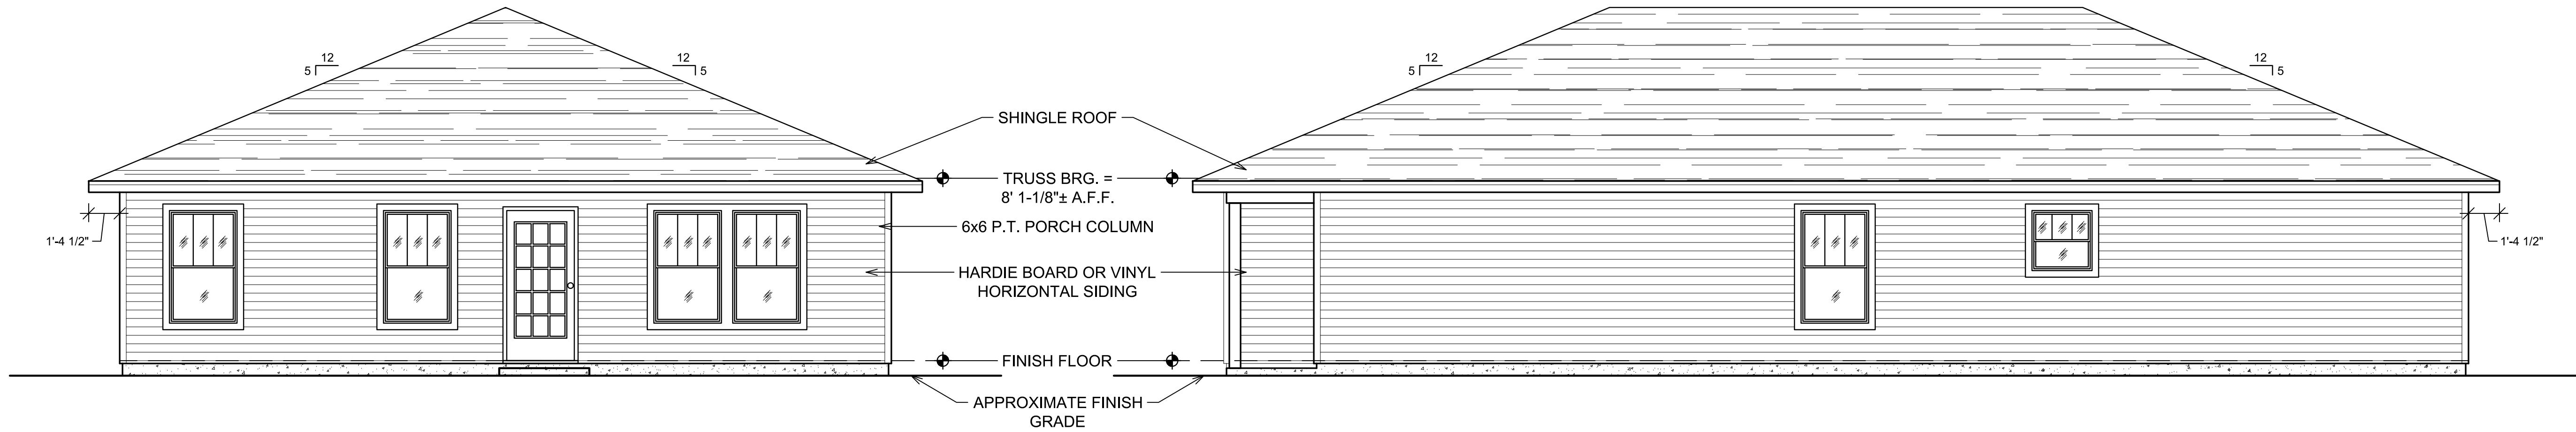 12
5
12
5
1'-4 1/2"
SHINGLE ROOF
TRUSS BRG. =
8' 1-1/8"± A.F.F.
6x6 P.T. PORCH COLUMN
HARDIE BOARD OR VINYL
HORIZONTAL SIDING
FINISH FLOOR
APPROXIMATE FINISH
GRADE
12
5
12
5
1'-4 1/2"